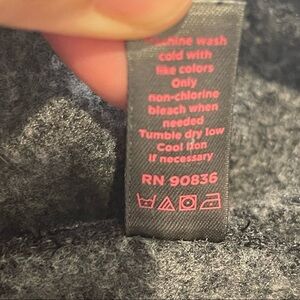 Machine wash
cold with
like colors
Only
non-chlorine
bleach when
needed
Tumble dry low
Cool Iron
If necessary
RN 90836